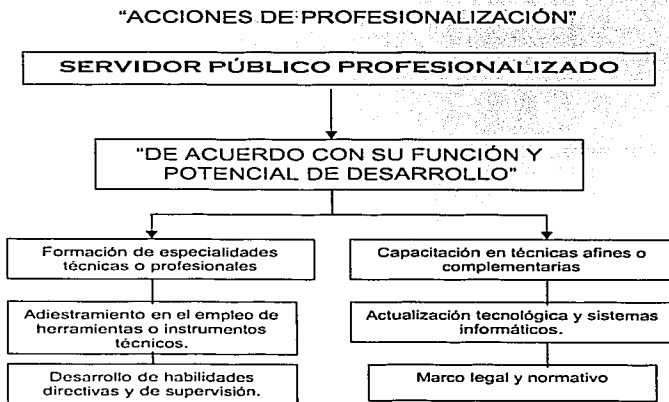 "ACCIONES DE PROFESIONALIZACIÓN"
SERVIDOR PÚBLICO PROFESIONALIZADO
"DE ACUERDO CON SU FUNCIÓN Y
POTENCIAL DE DESARROLLO"
Formación de especialidades
técnicas o profesionales
Adiestramiento en el empleo de
herramientas o instrumentos
técnicos.
Desarrollo de habilidades
directivas y de supervisión.
Capacitación en técnicas afines o
complementarias
Actualización tecnológica y sistemas
informáticos.
Marco legal y normativo